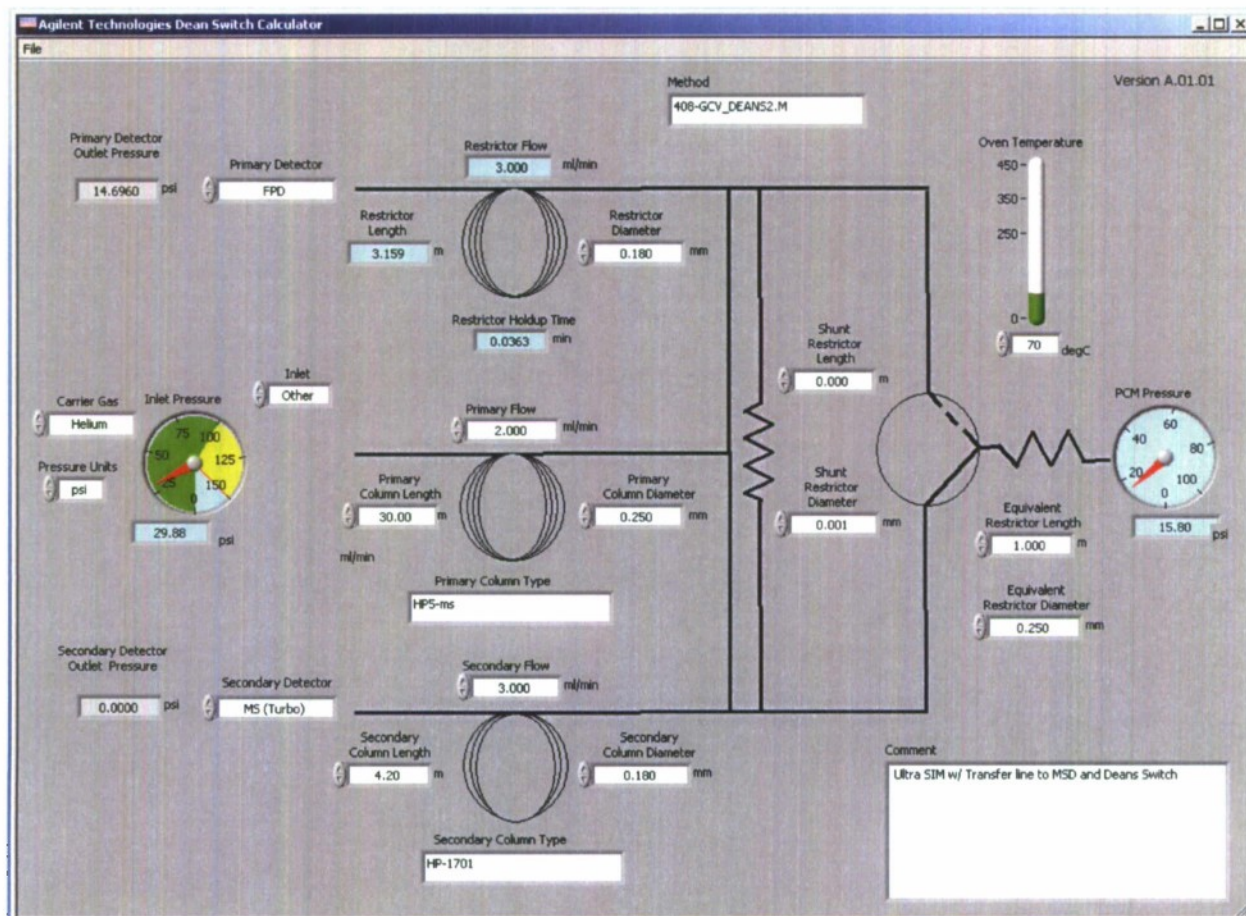 Agilent Technologies Dean Switch Calculator
File
Version A.01.01
Method
408-GCV_DEANS2.M
Primary Detector
Outlet Pressure
14.6960 psi
Primary Detector
FPD
Restrictor Flow
3.000 ml/min
Restrictor
Length
3.159 m
Restrictor
Diameter
0.180 mm
Restrictor Holdup Time
0.0363 min
Oven Temperature
450
350
250
0
70 degC
Shunt
Restrictor
Length
0.000 m
Inlet
Other
Carrier Gas
Helium
Pressure Units
psi
Inlet Pressure
0
25
50
75
100
125
150
29.88 psi
Primary Flow
2.000 ml/min
Primary
Column Length
30.00 m
Primary
Column Diameter
0.250 mm
ml/min
Primary Column Type
HP5-ms
Shunt
Restrictor
Diameter
0.001 mm
PCM Pressure
0
20
40
60
80
100
15.80 psi
Equivalent
Restrictor Length
1.000 m
Equivalent
Restrictor Diameter
0.250 mm
Secondary Detector
Outlet Pressure
0.0000 psi
Secondary Detector
MS (Turbo)
Secondary Flow
3.000 ml/min
Secondary
Column Length
4.20 m
Secondary
Column Diameter
0.180 mm
Secondary Column Type
HP-1701
Comment
Ultra SIM w/ Transfer line to MSD and Deans Switch